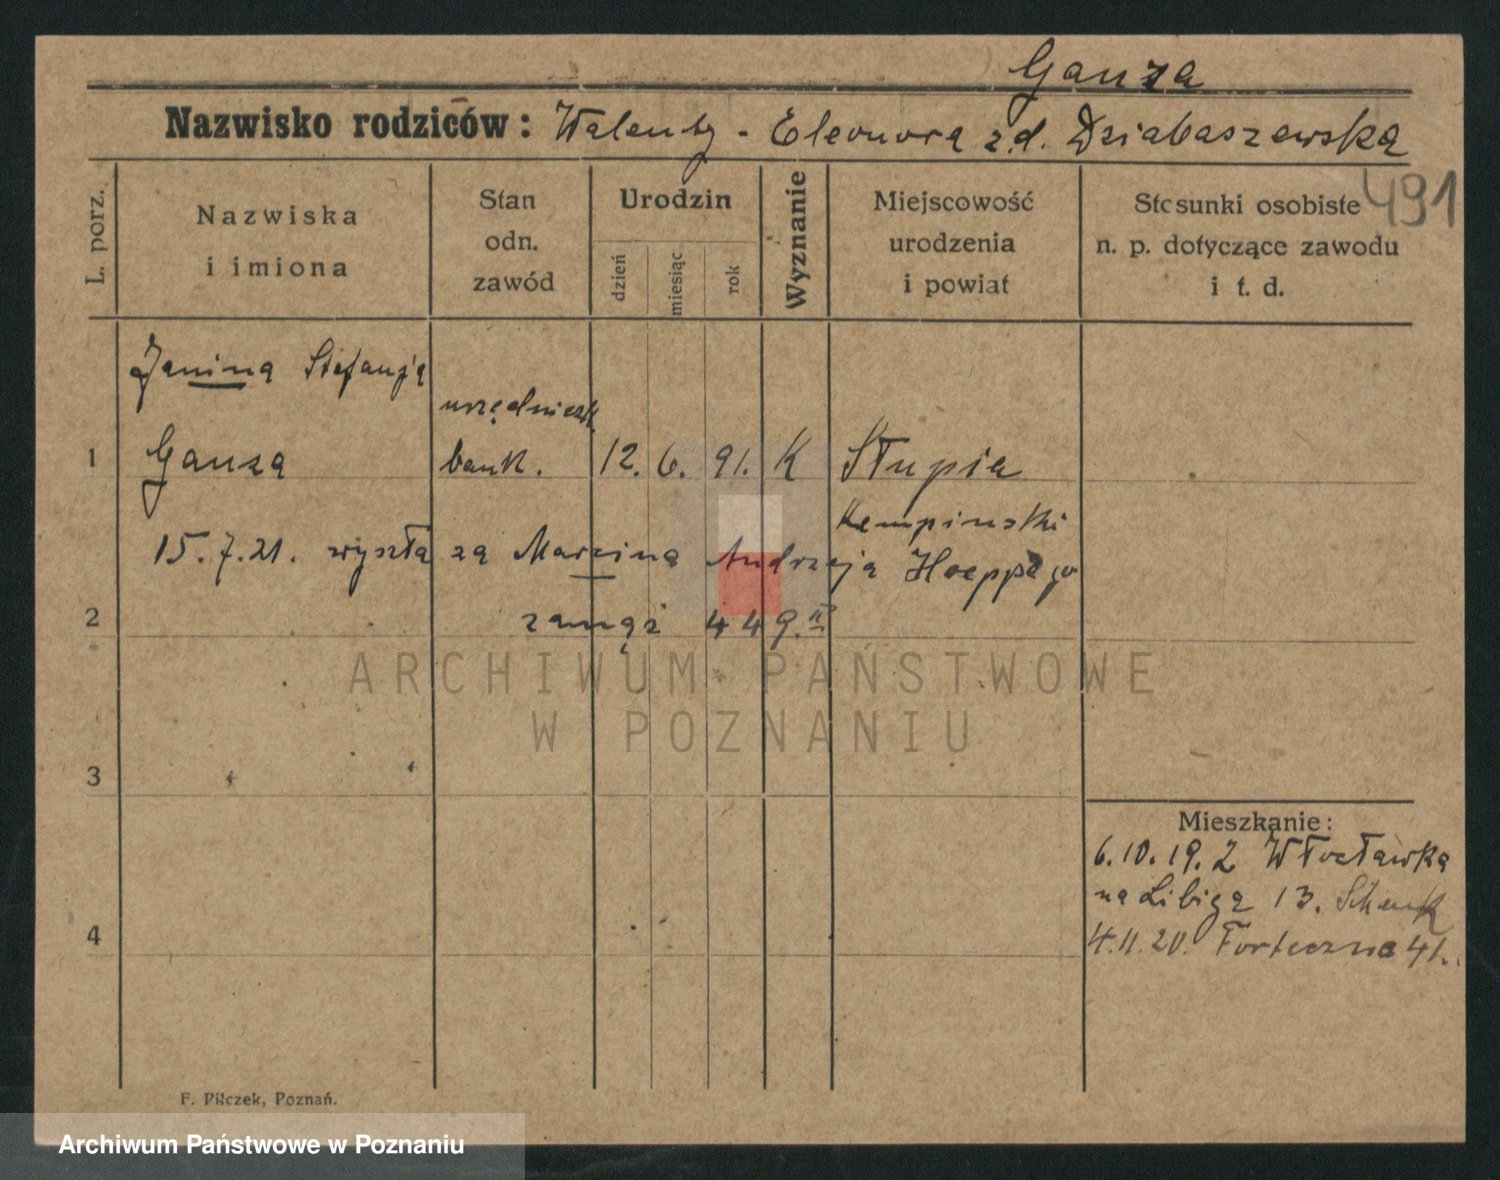 Gauza
Nazwisko rodziców: Walenty - Eleonora z.d. Dziabaszewska
491
L. porz.
Nazwiska
i imiona
Stan
odn.
zawód
Urodzin
dzień
miesiąc
rok
Wyznanie
Miejscowość
urodzenia
i powiat
Stosunki osobiste
n. p. dotyczące zawodu
i t. d.
Janina Stefanja
urzędniczk.
1 Gauza bank. 12. 6. 91. K Słupia
Kempinski
15.7.21. wyszła za Marcina Andrzeja Hoeppego
2 zamąż 449.II
ARCHIWUM PAŃSTWOWE
W POZNANIU
3
Mieszkanie:
6.10.19. Z Włocławka
na Libiga 13. Schenk
4
4.11.20. Forteczna 41.
F. Pilczek, Poznań.
Archiwum Państwowe w Poznaniu